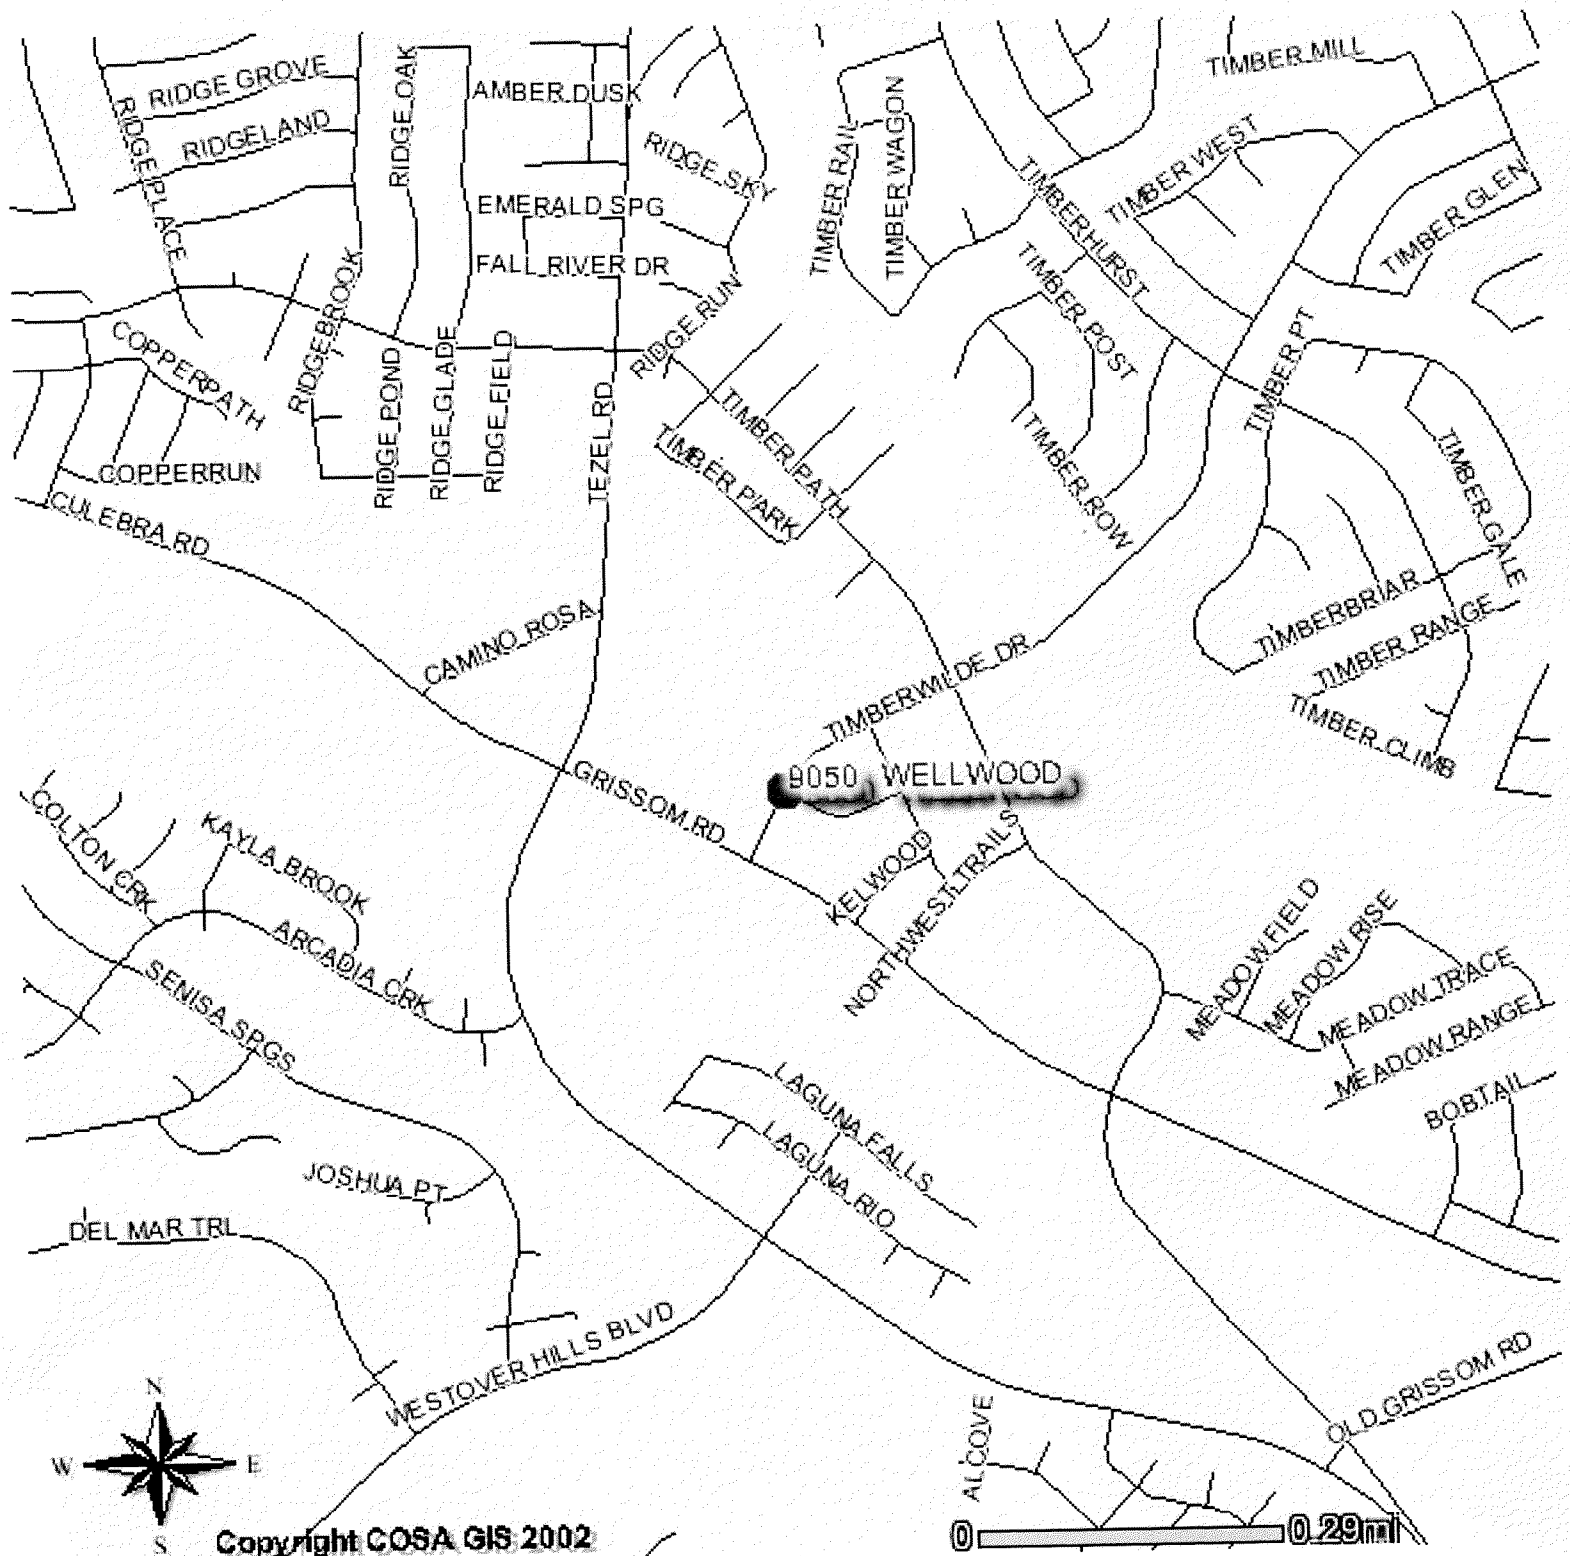 RIDGE GROVE
RIDGELAND
RIDGEPLACE
RIDGE OAK
AMBER DUSK
RIDGE SKY
EMERALD SPG
FALL RIVER DR
RIDGE RUN
TIMBER RAIL
TIMBER WAGON
TIMBER MILL
TIMBER WEST
TIMBERHURST
TIMBER GLEN
TIMBER POST
TIMBER PT
COPPERPATH
RIDGEBROOK
RIDGE POND
RIDGE GLADE
RIDGE FIELD
TEZEL RD
TIMBER PATH
TIMBER PARK
TIMBER ROW
TIMBER GALE
COPPERRUN
CULEBRA RD
CAMINO ROSA
TIMBERBRIAR
TIMBER RANGE
TIMBER CLIMB
TIMBERWILDE DR
9050 WELLWOOD
GRISSOM RD
KELWOOD
NORTHWEST TRAILS
COLTON CRK
KAYLA BROOK
ARCADIA CRK
SENISA SPGS
MEADOW FIELD
MEADOW RISE
MEADOW TRACE
MEADOW RANGE
BOBTAIL
LAGUNA FALLS
LAGUNA RIO
JOSHUA PT
DEL MAR TRL
WESTOVER HILLS BLVD
OLD GRISSOM RD
ALCOVE
N
W E
S
Copyright COSA GIS 2002
0 0.29mi